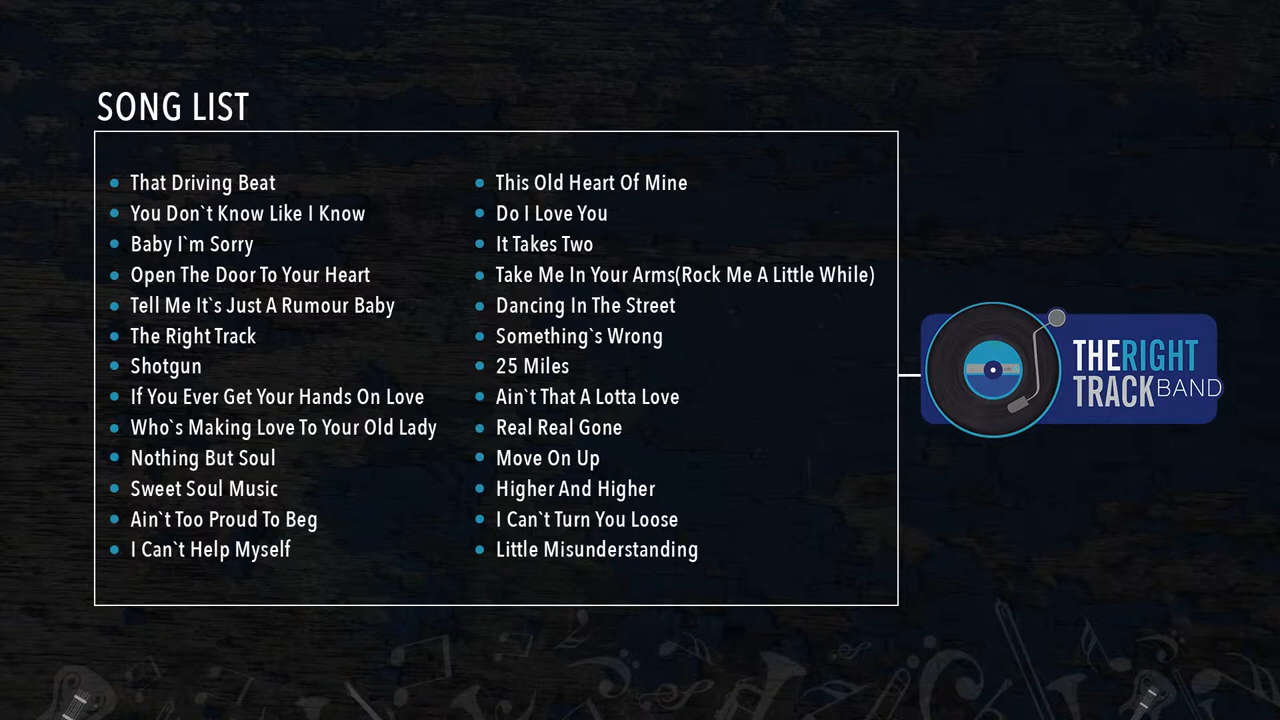 SONG LIST
That Driving Beat
You Don`t Know Like I Know
Baby I`m Sorry
Open The Door To Your Heart
Tell Me It`s Just A Rumour Baby
The Right Track
Shotgun
If You Ever Get Your Hands On Love
Who`s Making Love To Your Old Lady
Nothing But Soul
Sweet Soul Music
Ain`t Too Proud To Beg
I Can`t Help Myself
This Old Heart Of Mine
Do I Love You
It Takes Two
Take Me In Your Arms(Rock Me A Little While)
Dancing In The Street
Something`s Wrong
25 Miles
Ain`t That A Lotta Love
Real Real Gone
Move On Up
Higher And Higher
I Can`t Turn You Loose
Little Misunderstanding
THERIGHT
TRACKBAND